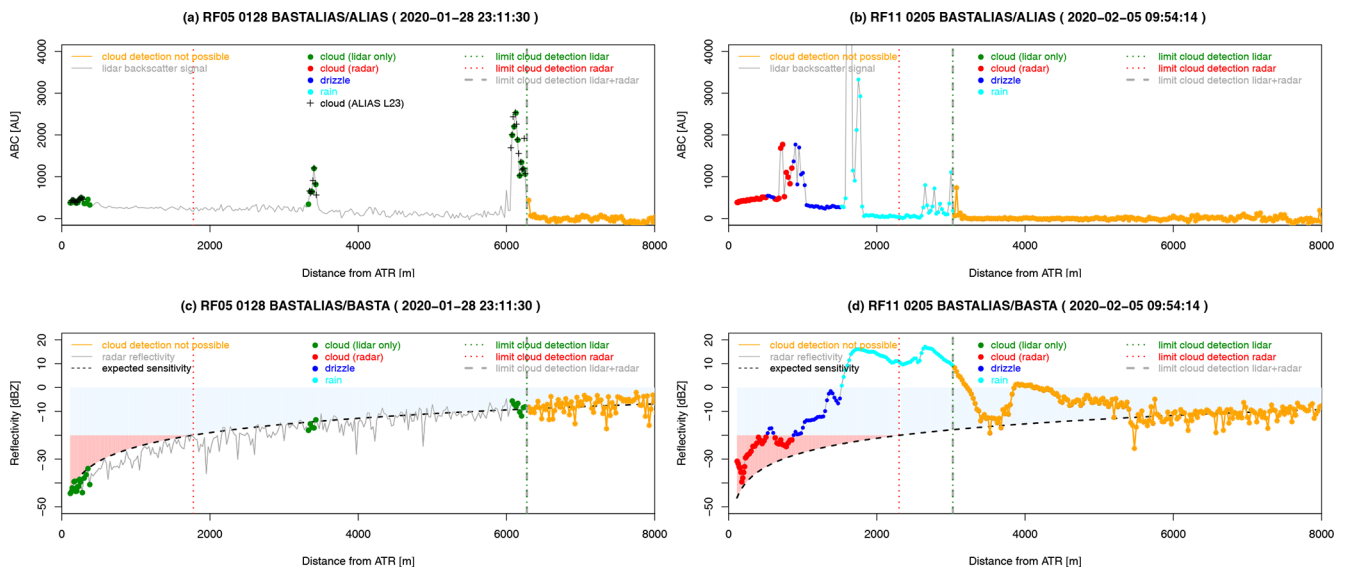 (a) RF05 0128 BASTALIAS/ALIAS ( 2020−01−28 23:11:30 )
ABC [AU]
4000
3000
2000
1000
0
cloud detection not possible
lidar backscatter signal
cloud (lidar only)
cloud (radar)
drizzle
rain
cloud (ALIAS L23)
limit cloud detection lidar
limit cloud detection radar
limit cloud detection lidar+radar
0 2000 4000 6000 8000
Distance from ATR [m]
(b) RF11 0205 BASTALIAS/ALIAS ( 2020−02−05 09:54:14 )
ABC [AU]
4000
3000
2000
1000
0
cloud detection not possible
lidar backscatter signal
cloud (lidar only)
cloud (radar)
drizzle
rain
limit cloud detection lidar
limit cloud detection radar
limit cloud detection lidar+radar
0 2000 4000 6000 8000
Distance from ATR [m]
(c) RF05 0128 BASTALIAS/BASTA ( 2020−01−28 23:11:30 )
Reflectivity [dBZ]
20
10
0
−10
−30
−50
cloud detection not possible
radar reflectivity
expected sensitivity
cloud (lidar only)
cloud (radar)
drizzle
rain
limit cloud detection lidar
limit cloud detection radar
limit cloud detection lidar+radar
0 2000 4000 6000 8000
Distance from ATR [m]
(d) RF11 0205 BASTALIAS/BASTA ( 2020−02−05 09:54:14 )
Reflectivity [dBZ]
20
10
0
−10
−30
−50
cloud detection not possible
radar reflectivity
expected sensitivity
cloud (lidar only)
cloud (radar)
drizzle
rain
limit cloud detection lidar
limit cloud detection radar
limit cloud detection lidar+radar
0 2000 4000 6000 8000
Distance from ATR [m]